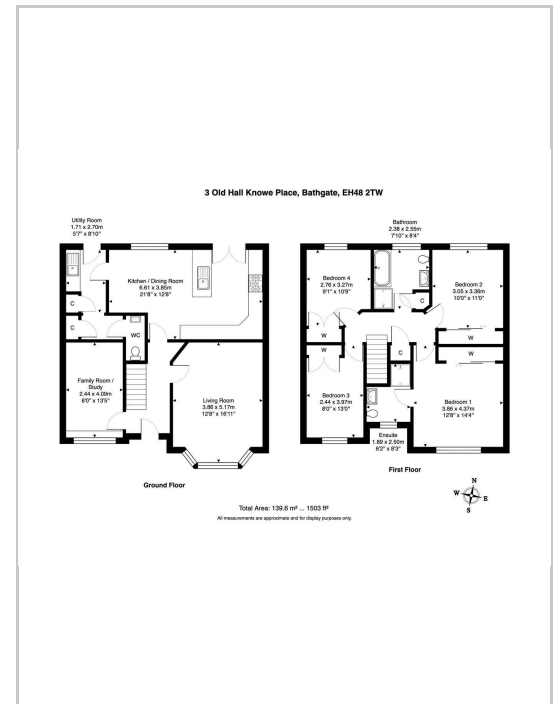 3 Old Hall Knowe Place, Bathgate, EH48 2TW
Utility Room
1.71 x 2.70m
5'7" x 8'10"
Kitchen / Dining Room
6.61 x 3.85m
21'8" x 12'8"
C
C
WC
Family Room /
Study
2.44 x 4.09m
8'0" x 13'5"
Living Room
3.86 x 5.17m
12'8" x 16'11"
Ground Floor
Bathroom
2.38 x 2.55m
7'10" x 8'4"
Bedroom 4
2.76 x 3.27m
9'1" x 10'9"
Bedroom 2
3.05 x 3.36m
10'0" x 11'0"
C
W
W
W
C
W
Bedroom 3
2.44 x 3.97m
8'0" x 13'0"
Bedroom 1
3.86 x 4.37m
12'8" x 14'4"
Ensuite
1.89 x 2.50m
6'2" x 8'3"
First Floor
N
W E
S
Total Area: 139.6 m² ... 1503 ft²
All measurements are approximate and for display purposes only.